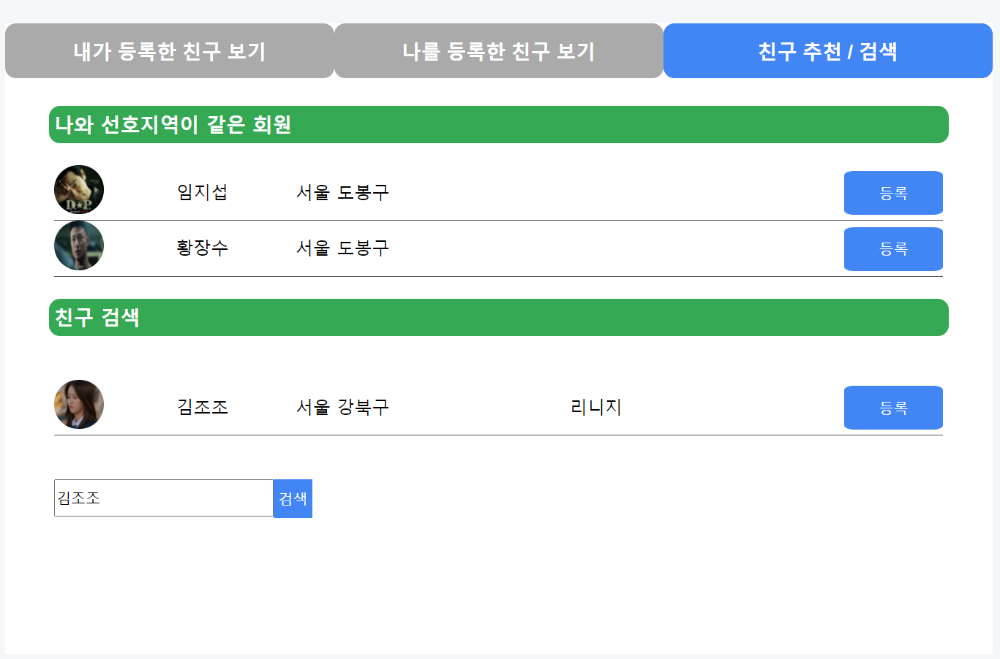 내가 등록한 친구 보기
나를 등록한 친구 보기
친구 추천 / 검색
나와 선호지역이 같은 회원
D.P.
임지섭 서울 도봉구 등록
황장수 서울 도봉구 등록
친구 검색
김조조 서울 강북구 리니지 등록
김조조 검색